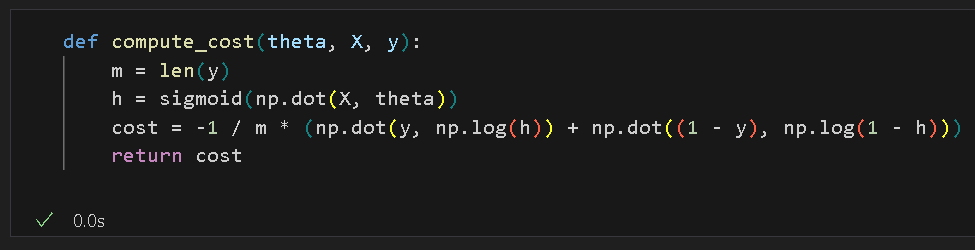 def compute_cost(theta, X, y):
    m = len(y)
    h = sigmoid(np.dot(X, theta))
    cost = -1 / m * (np.dot(y, np.log(h)) + np.dot((1 - y), np.log(1 - h)))
    return cost
✓ 0.0s